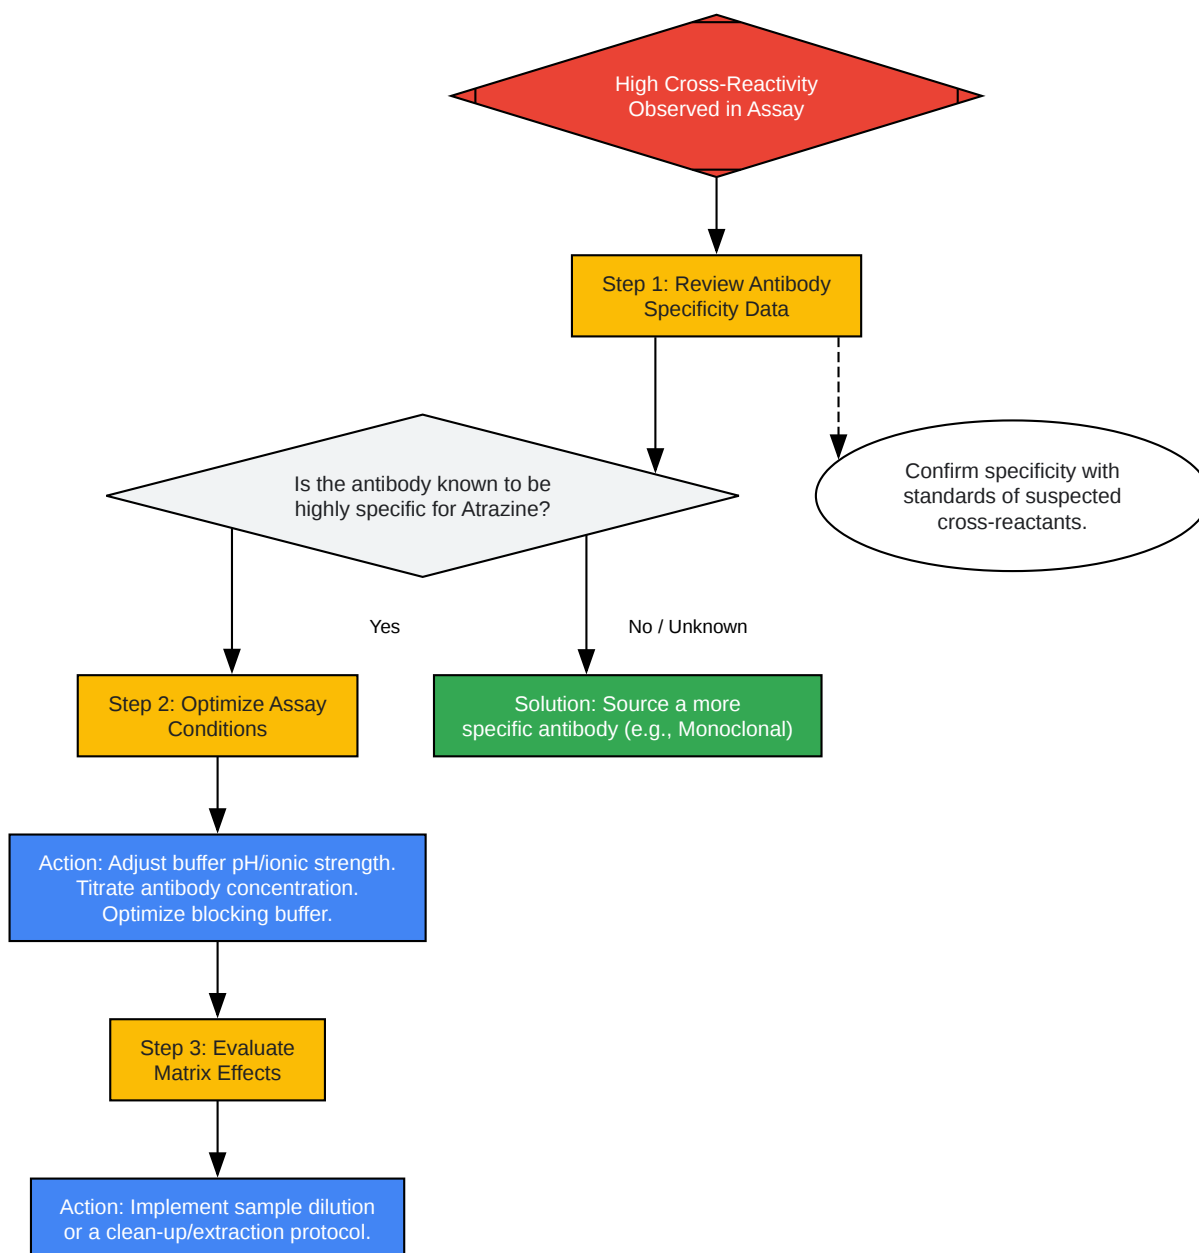 High Cross-Reactivity
Observed in Assay
Step 1: Review Antibody
Specificity Data
Is the antibody known to be
highly specific for Atrazine?
Confirm specificity with
standards of suspected
cross-reactants.
Yes
No / Unknown
Step 2: Optimize Assay
Conditions
Solution: Source a more
specific antibody (e.g., Monoclonal)
Action: Adjust buffer pH/ionic strength.
Titrate antibody concentration.
Optimize blocking buffer.
Step 3: Evaluate
Matrix Effects
Action: Implement sample dilution
or a clean-up/extraction protocol.